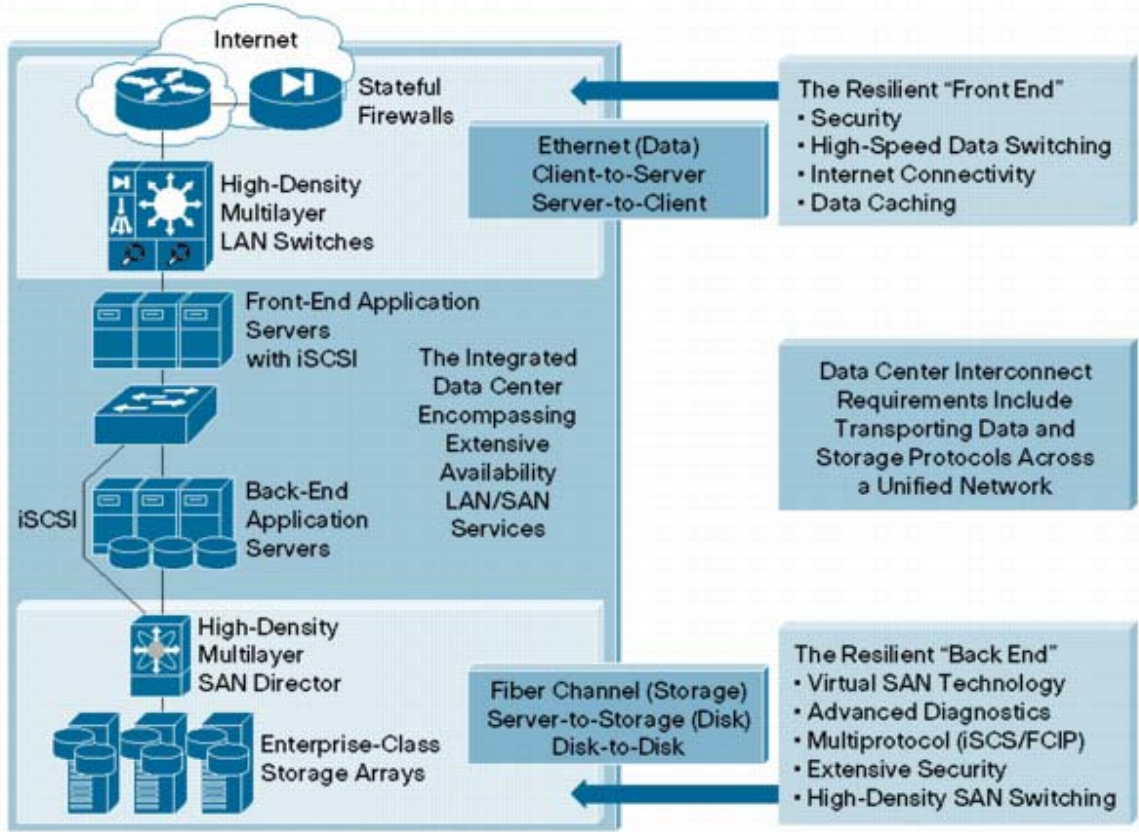 Internet
Stateful
Firewalls
High-Density
Multilayer
LAN Switches
Ethernet (Data)
Client-to-Server
Server-to-Client
The Resilient “Front End”
• Security
• High-Speed Data Switching
• Internet Connectivity
• Data Caching
Front-End Application
Servers
with iSCSI
The Integrated
Data Center
Encompassing
Extensive
Availability
LAN/SAN
Services
Data Center Interconnect
Requirements Include
Transporting Data and
Storage Protocols Across
a Unified Network
iSCSI
Back-End
Application
Servers
High-Density
Multilayer
SAN Director
Fiber Channel (Storage)
Server-to-Storage (Disk)
Disk-to-Disk
The Resilient “Back End”
• Virtual SAN Technology
• Advanced Diagnostics
• Multiprotocol (iSCS/FCIP)
• Extensive Security
• High-Density SAN Switching
Enterprise-Class
Storage Arrays